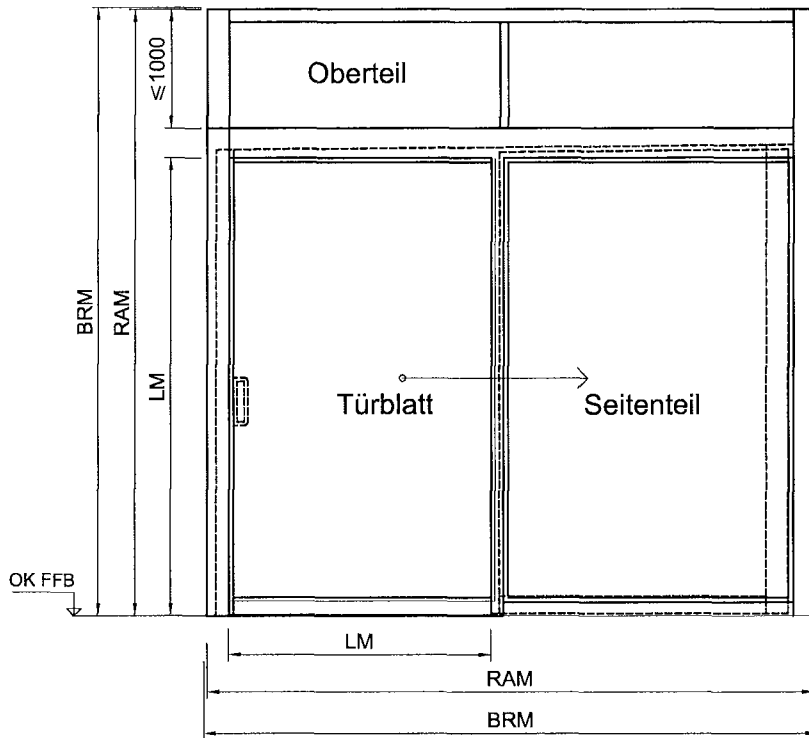 ≤1000
Oberteil
BRM
RAM
LM
Türblatt
Seitenteil
OK FFB
LM
RAM
BRM